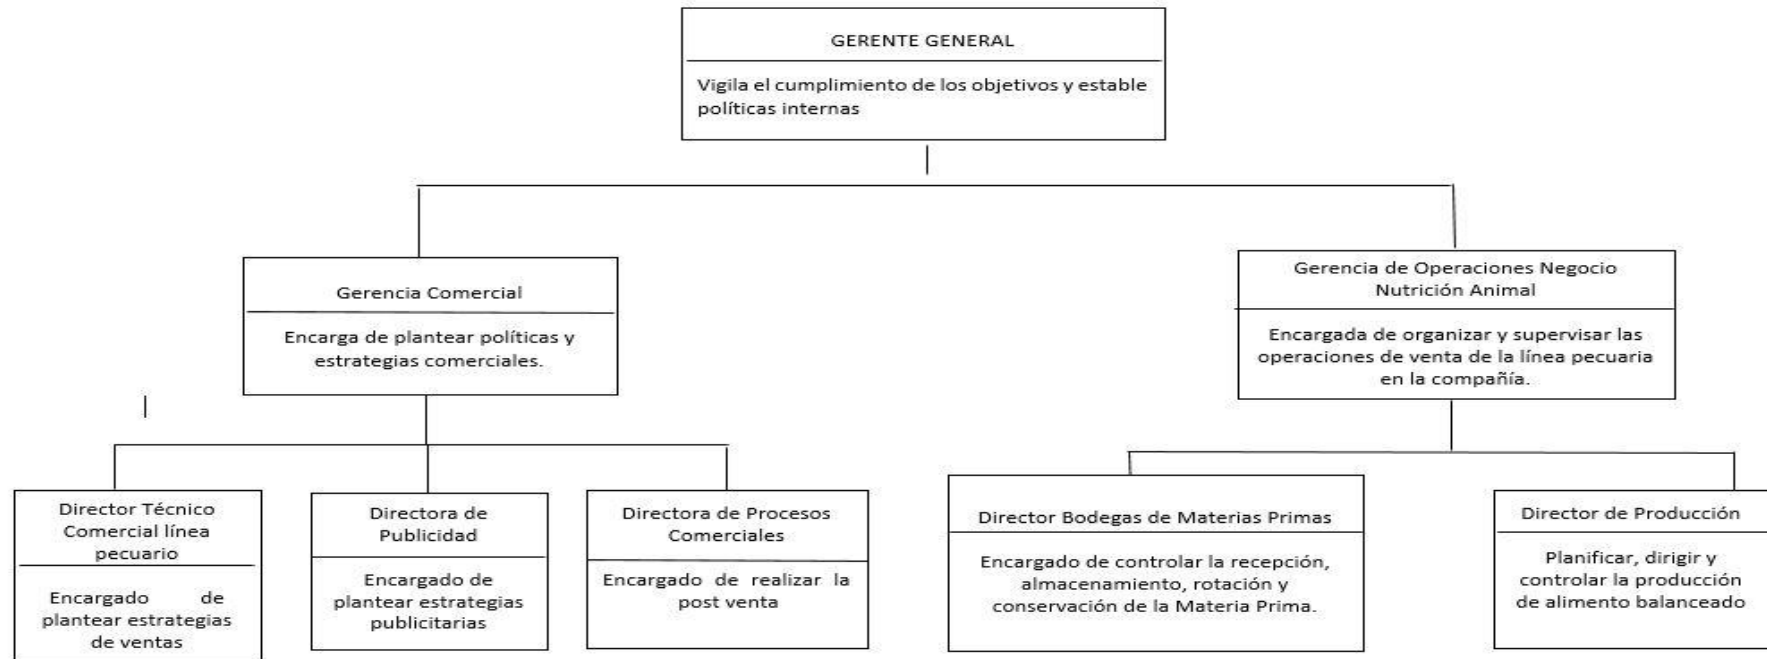 GERENTE GENERAL
Vigila el cumplimiento de los objetivos y estable
políticas internas
Gerencia Comercial
Encarga de plantear políticas y
estrategias comerciales.
Gerencia de Operaciones Negocio
Nutrición Animal
Encargada de organizar y supervisar las
operaciones de venta de la línea pecuaria
en la compañía.
Director Técnico
Comercial línea
pecuario
Encargado de
plantear estrategias
de ventas
Directora de
Publicidad
Encargado de
plantear estrategias
publicitarias
Directora de Procesos
Comerciales
Encargado de realizar la
post venta
Director Bodegas de Materias Primas
Encargado de controlar la recepción,
almacenamiento, rotación y
conservación de la Materia Prima.
Director de Producción
Planificar, dirigir y
controlar la producción
de alimento balanceado